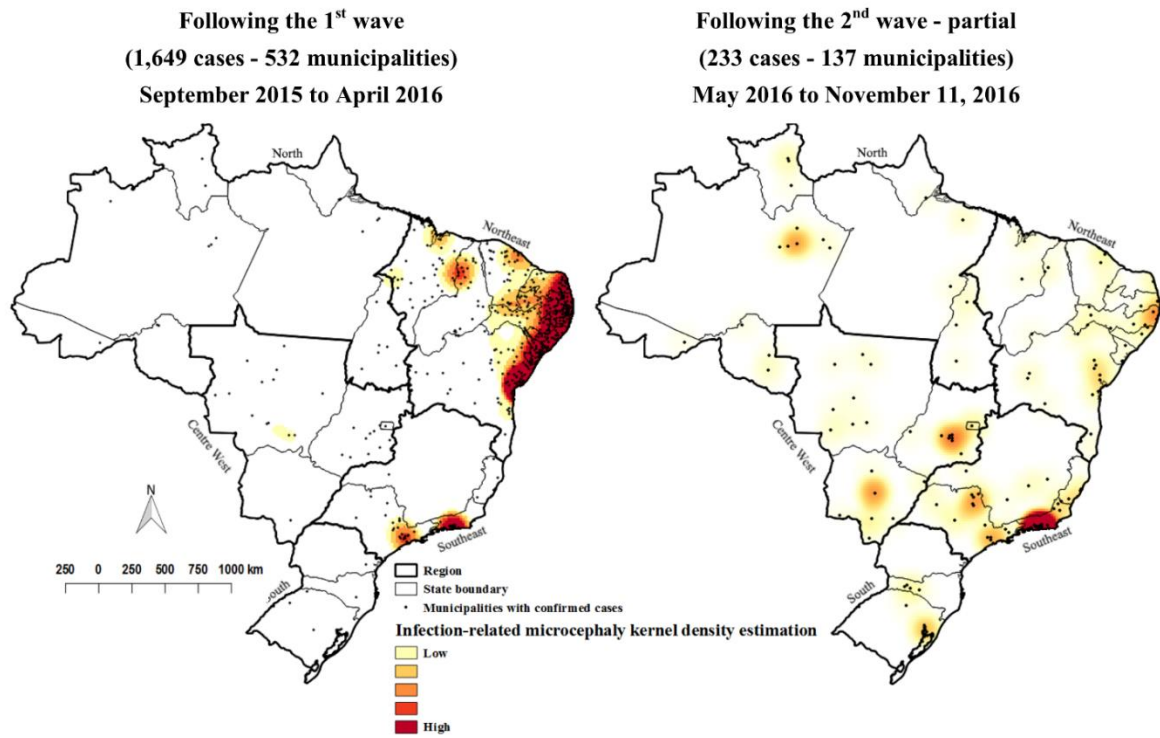 Following the 1st wave
(1,649 cases - 532 municipalities)
September 2015 to April 2016
Following the 2nd wave - partial
(233 cases - 137 municipalities)
May 2016 to November 11, 2016
North
Northeast
Centre West
Southeast
South
N
250 0 250 500 750 1000 km
Region
State boundary
Municipalities with confirmed cases
Infection-related microcephaly kernel density estimation
Low
High
North
Northeast
Centre West
Southeast
South